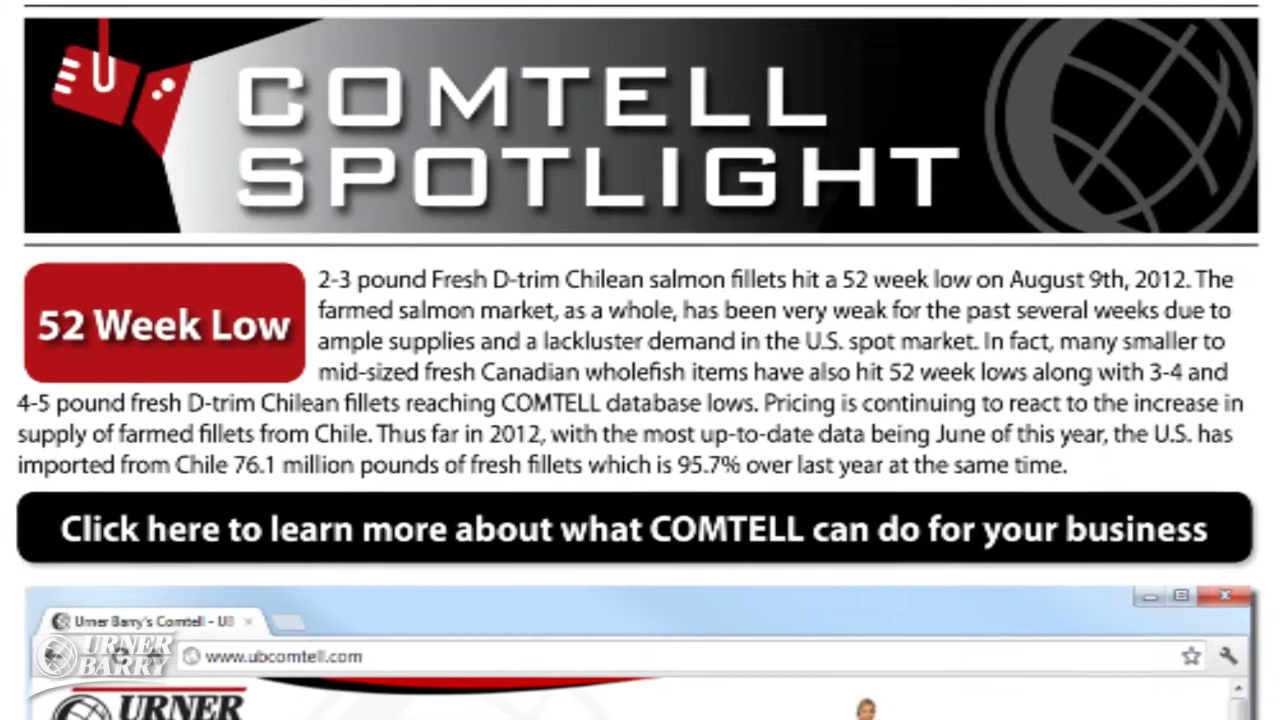 COMTELL
SPOTLIGHT
52 Week Low
2-3 pound Fresh D-trim Chilean salmon fillets hit a 52 week low on August 9th, 2012. The
farmed salmon market, as a whole, has been very weak for the past several weeks due to
ample supplies and a lackluster demand in the U.S. spot market. In fact, many smaller to
mid-sized fresh Canadian wholefish items have also hit 52 week lows along with 3-4 and
4-5 pound fresh D-trim Chilean fillets reaching COMTELL database lows. Pricing is continuing to react to the increase in
supply of farmed fillets from Chile. Thus far in 2012, with the most up-to-date data being June of this year, the U.S. has
imported from Chile 76.1 million pounds of fresh fillets which is 95.7% over last year at the same time.
Click here to learn more about what COMTELL can do for your business
Urner Barry's Comtell - UB
www.ubcomtell.com
URNER
BARRY
URNER